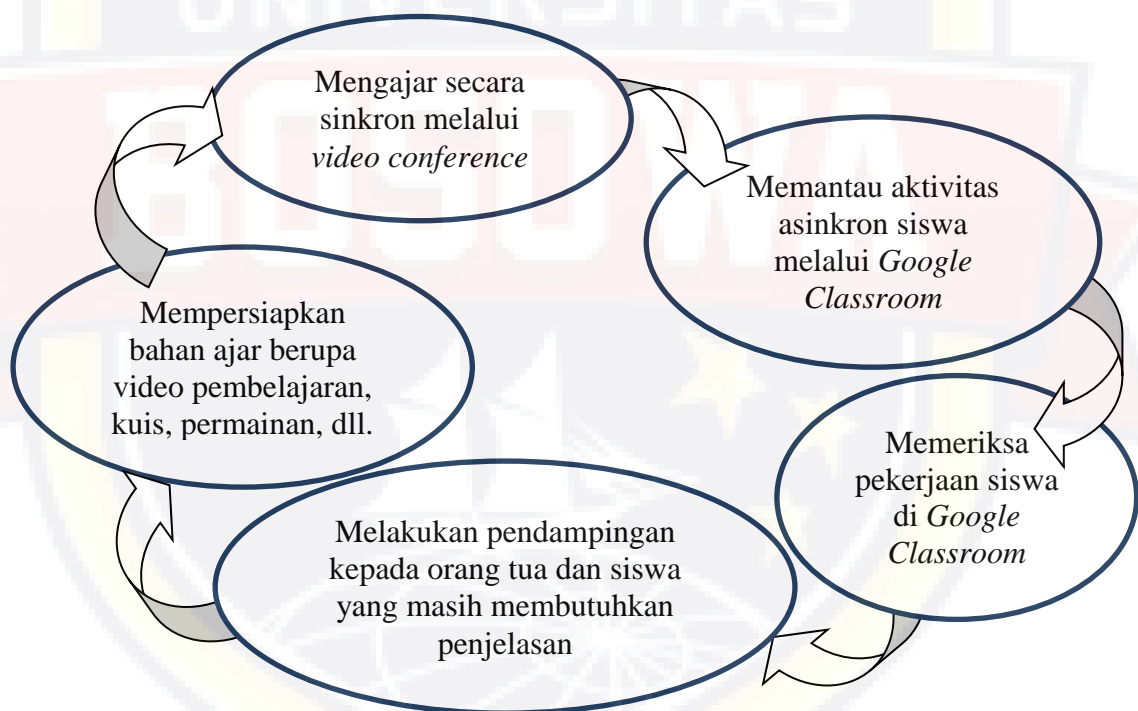 UNIVERSITAS
BOSOWA
Mengajar secara
sinkron melalui
video conference
Memantau aktivitas
asinkron siswa
melalui Google
Classroom
Memeriksa
pekerjaan siswa
di Google
Classroom
Melakukan pendampingan
kepada orang tua dan siswa
yang masih membutuhkan
penjelasan
Mempersiapkan
bahan ajar berupa
video pembelajaran,
kuis, permainan, dll.